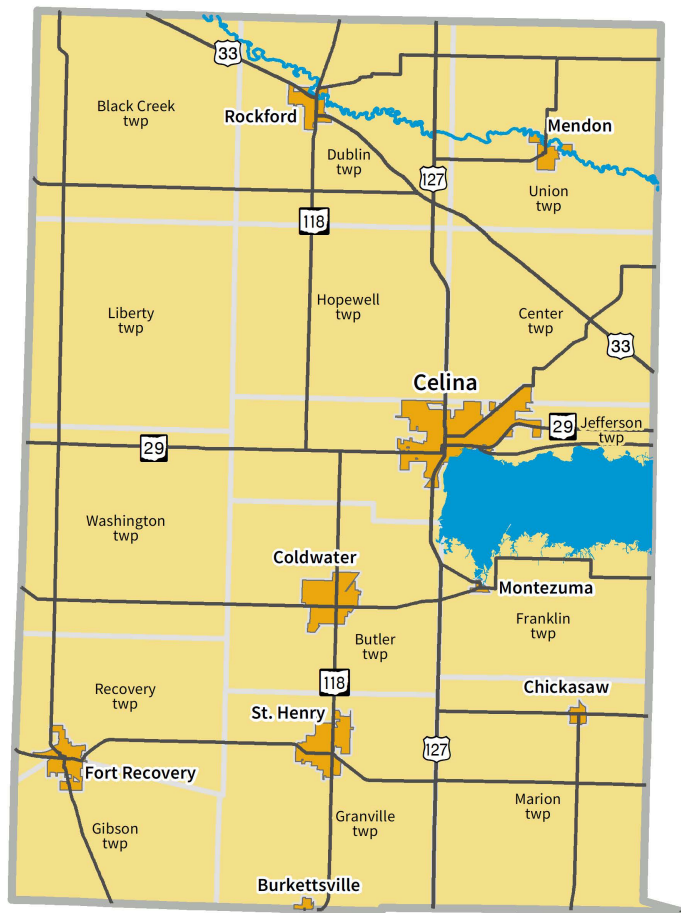 33
Black Creek
twp
Rockford
Mendon
Dublin
twp
127
Union
twp
118
Liberty
twp
Hopewell
twp
Center
twp
33
Celina
29
Jefferson
twp
29
Washington
twp
Coldwater
Montezuma
Franklin
twp
Butler
twp
Recovery
twp
118
Chickasaw
St. Henry
127
Fort Recovery
Marion
twp
Granville
twp
Gibson
twp
Burkettsville